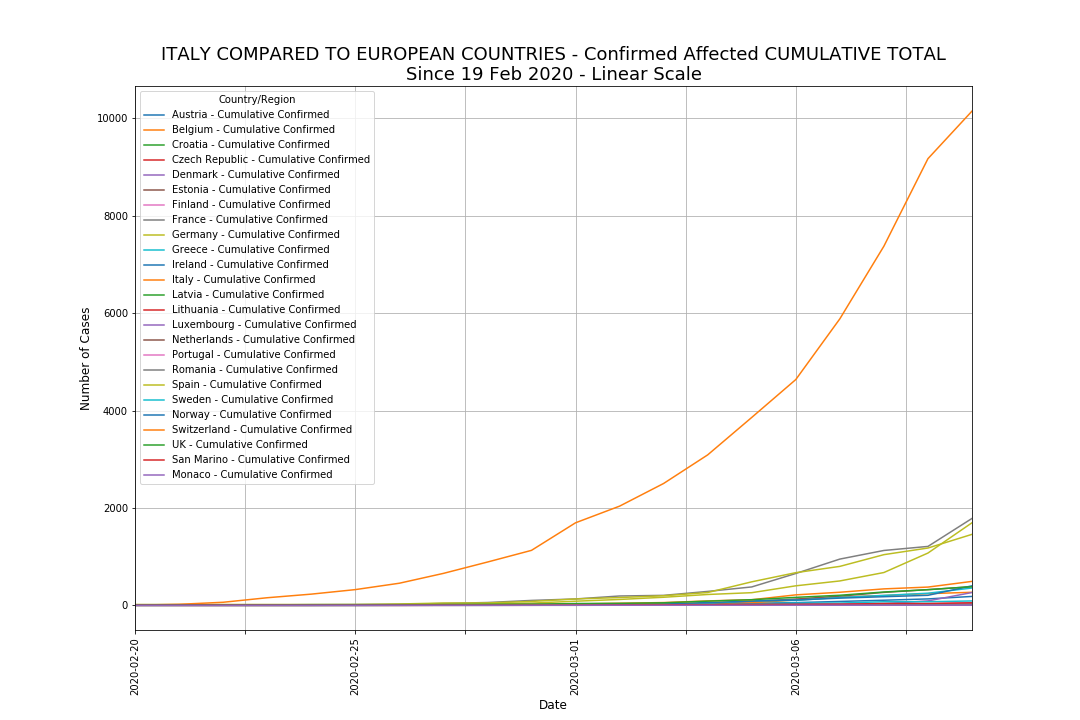 ITALY COMPARED TO EUROPEAN COUNTRIES - Confirmed Affected CUMULATIVE TOTAL
Since 19 Feb 2020 - Linear Scale
Country/Region
Austria - Cumulative Confirmed
Belgium - Cumulative Confirmed
Croatia - Cumulative Confirmed
Czech Republic - Cumulative Confirmed
Denmark - Cumulative Confirmed
Estonia - Cumulative Confirmed
Finland - Cumulative Confirmed
France - Cumulative Confirmed
Germany - Cumulative Confirmed
Greece - Cumulative Confirmed
Ireland - Cumulative Confirmed
Italy - Cumulative Confirmed
Latvia - Cumulative Confirmed
Lithuania - Cumulative Confirmed
Luxembourg - Cumulative Confirmed
Netherlands - Cumulative Confirmed
Portugal - Cumulative Confirmed
Romania - Cumulative Confirmed
Spain - Cumulative Confirmed
Sweden - Cumulative Confirmed
Norway - Cumulative Confirmed
Switzerland - Cumulative Confirmed
UK - Cumulative Confirmed
San Marino - Cumulative Confirmed
Monaco - Cumulative Confirmed
Number of Cases
10000
8000
6000
4000
2000
0
2020-02-20
2020-02-25
2020-03-01
2020-03-06
Date